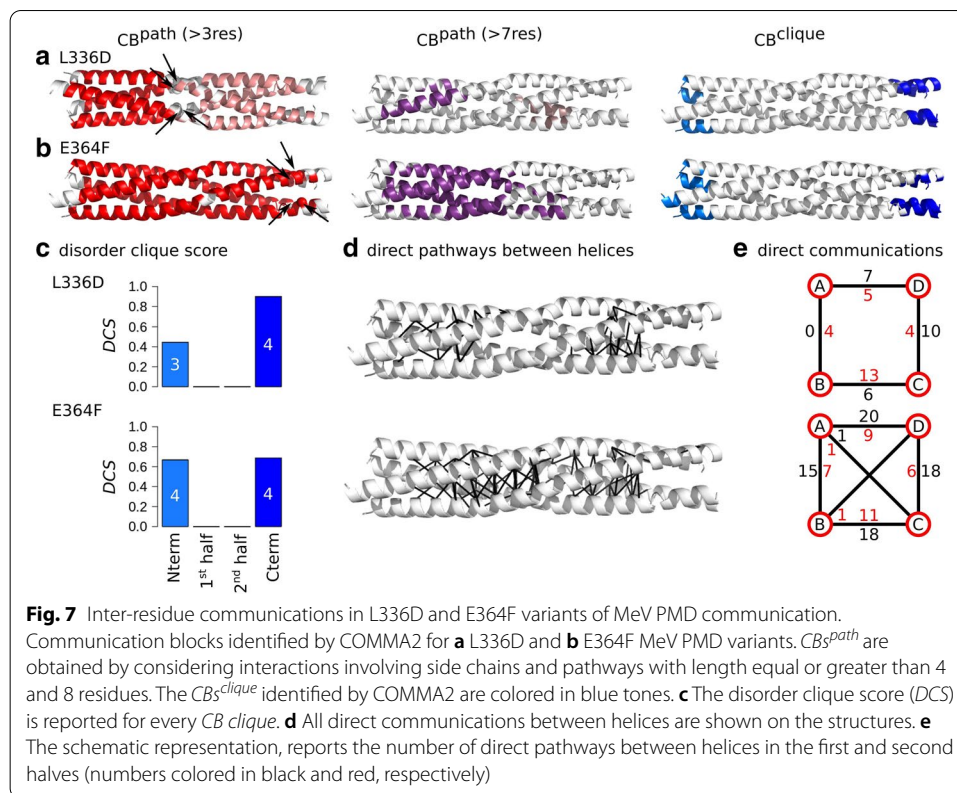 CBpath (>3res) CBpath (>7res) CBclique
a L336D
b E364F
c disorder clique score
d direct pathways between helices
e direct communications
L336D
DCS
1.0
0.8
0.6
0.4
0.2
0.0
3
4
E364F
DCS
1.0
0.8
0.6
0.4
0.2
0.0
4
4
Nterm
1st half
2nd half
Cterm
A 7 D
5
0 4 4 10
13
B 6 C
A 20 D
1 9
1
15 7 6 18
1 11
B 18 C
Fig. 7 Inter-residue communications in L336D and E364F variants of MeV PMD communication.
Communication blocks identified by COMMA2 for a L336D and b E364F MeV PMD variants. CBspath are
obtained by considering interactions involving side chains and pathways with length equal or greater than 4
and 8 residues. The CBsclique identified by COMMA2 are colored in blue tones. c The disorder clique score (DCS)
is reported for every CB clique. d All direct communications between helices are shown on the structures. e
The schematic representation, reports the number of direct pathways between helices in the first and second
halves (numbers colored in black and red, respectively)